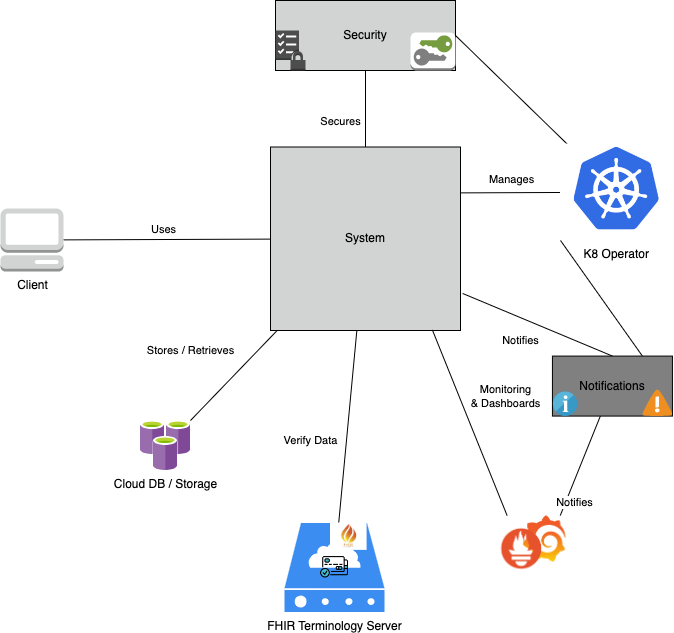 Security
Secures
Manages
Uses
System
K8 Operator
Client
Notifies
Stores / Retrieves
Notifications
Monitoring
& Dashboards
Verify Data
Cloud DB / Storage
Notifies
FHIR Terminology Server